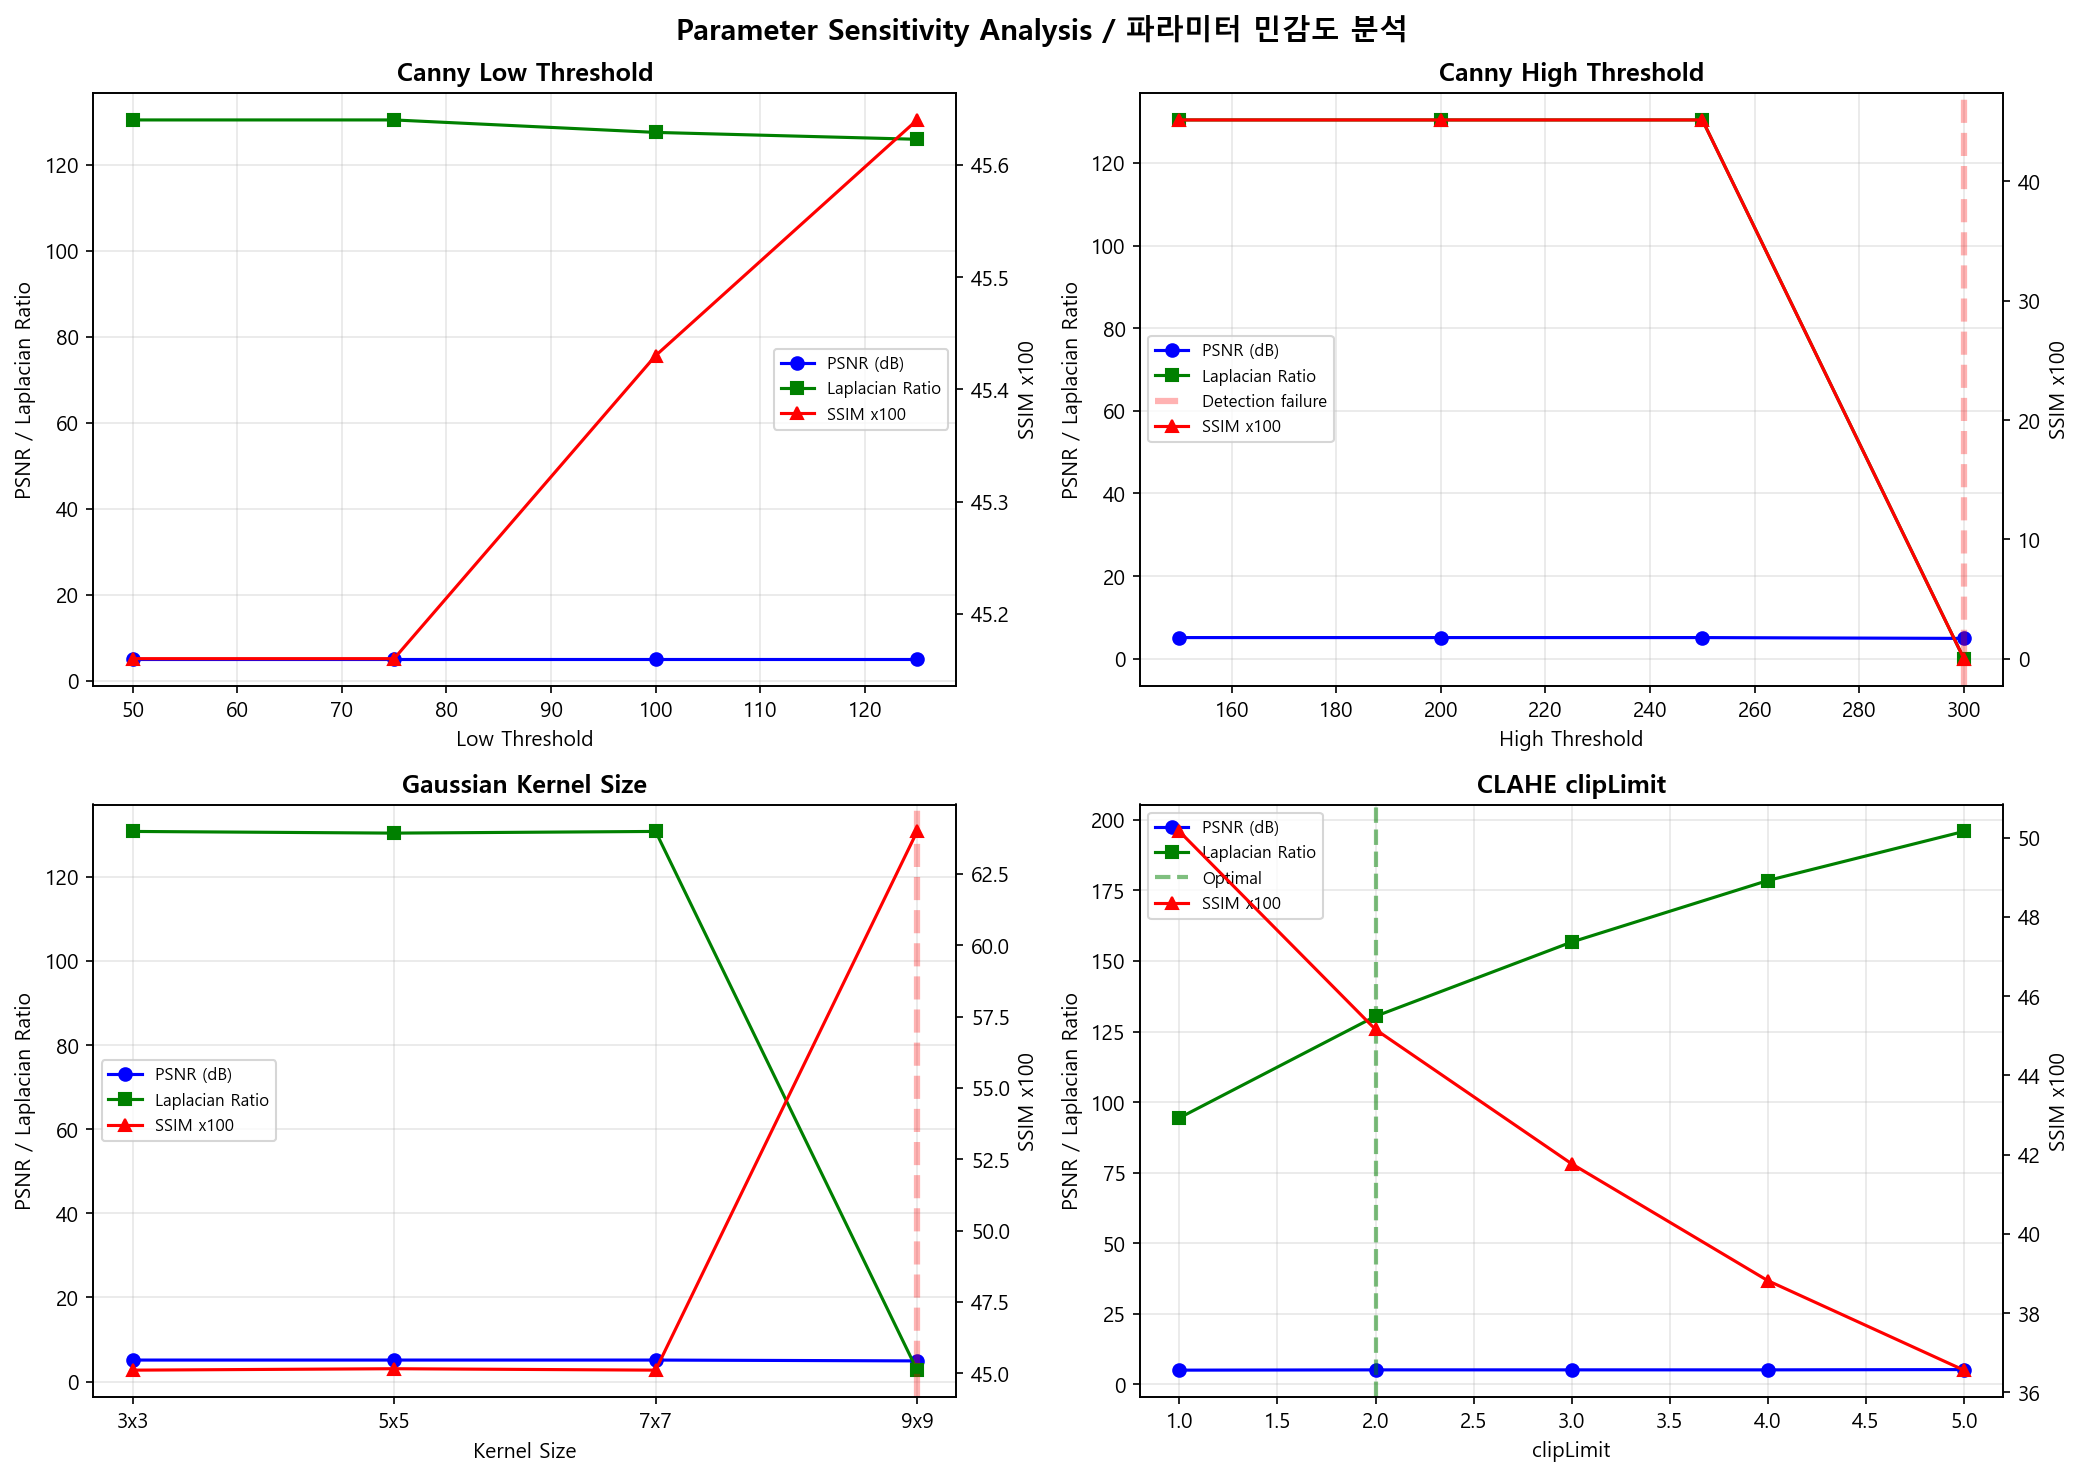 Parameter Sensitivity Analysis / 파라미터 민감도 분석
Canny Low Threshold
120
100
80
60
40
20
0
PSNR / Laplacian Ratio
45.6
45.5
45.4
45.3
45.2
SSIM x100
PSNR (dB)
Laplacian Ratio
SSIM x100
50 60 70 80 90 100 110 120
Low Threshold
Canny High Threshold
120
100
80
60
40
20
0
PSNR / Laplacian Ratio
40
30
20
10
0
SSIM x100
PSNR (dB)
Laplacian Ratio
Detection failure
SSIM x100
160 180 200 220 240 260 280 300
High Threshold
Gaussian Kernel Size
120
100
80
60
40
20
0
PSNR / Laplacian Ratio
62.5
60.0
57.5
55.0
52.5
50.0
47.5
45.0
SSIM x100
PSNR (dB)
Laplacian Ratio
SSIM x100
3x3 5x5 7x7 9x9
Kernel Size
CLAHE clipLimit
200
175
150
125
100
75
50
25
0
PSNR / Laplacian Ratio
50
48
46
44
42
40
38
36
SSIM x100
PSNR (dB)
Laplacian Ratio
Optimal
SSIM x100
1.0 1.5 2.0 2.5 3.0 3.5 4.0 4.5 5.0
clipLimit